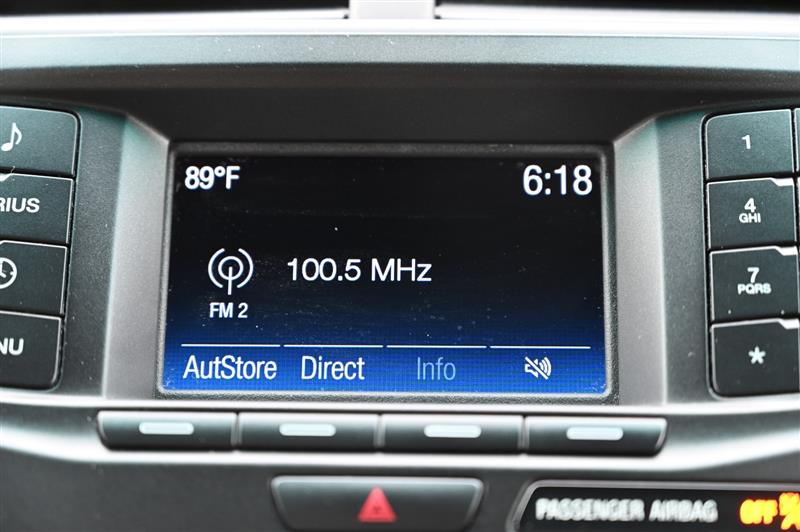 89°F
6:18
100.5 MHz
FM 2
AutStore Direct Info
RIUS
NU
1
4
GHI
7
PQRS
*
PASSENGER AIRBAG OFF